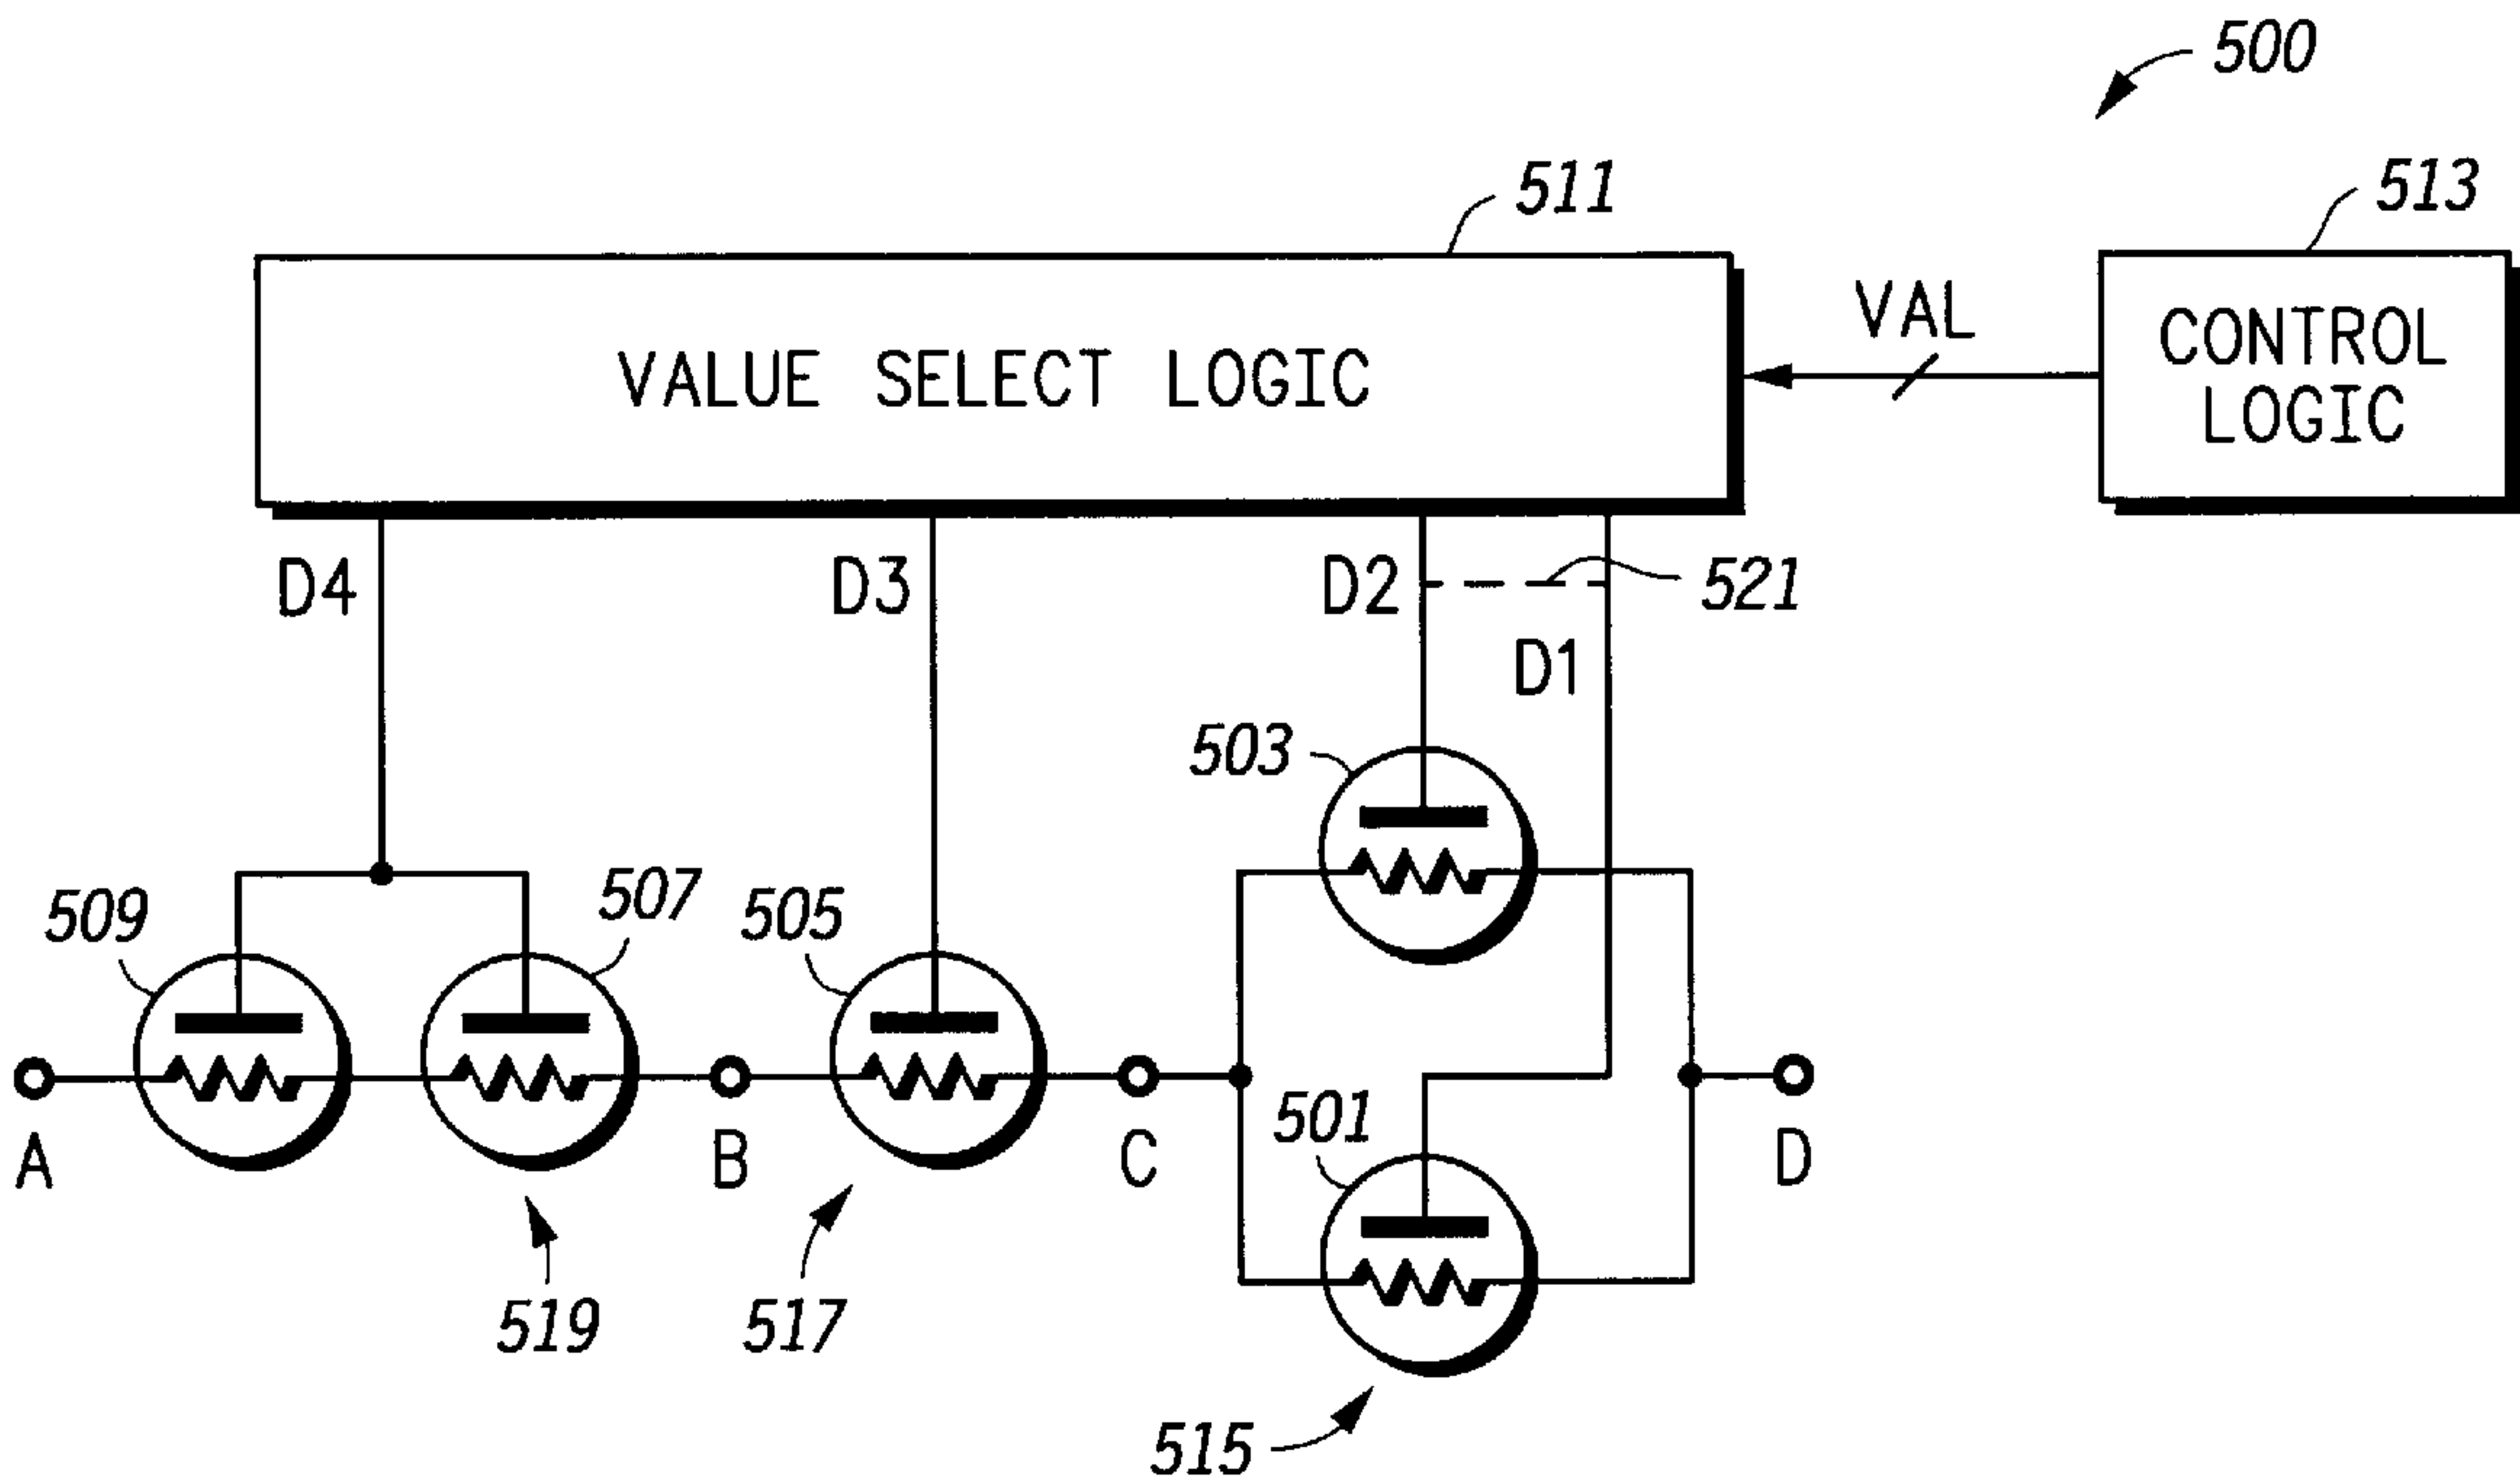 500
511
513
VALUE SELECT LOGIC
VAL
CONTROL
LOGIC
D4
D3
D2
521
D1
503
509
507
505
501
A
B
C
D
519
517
515